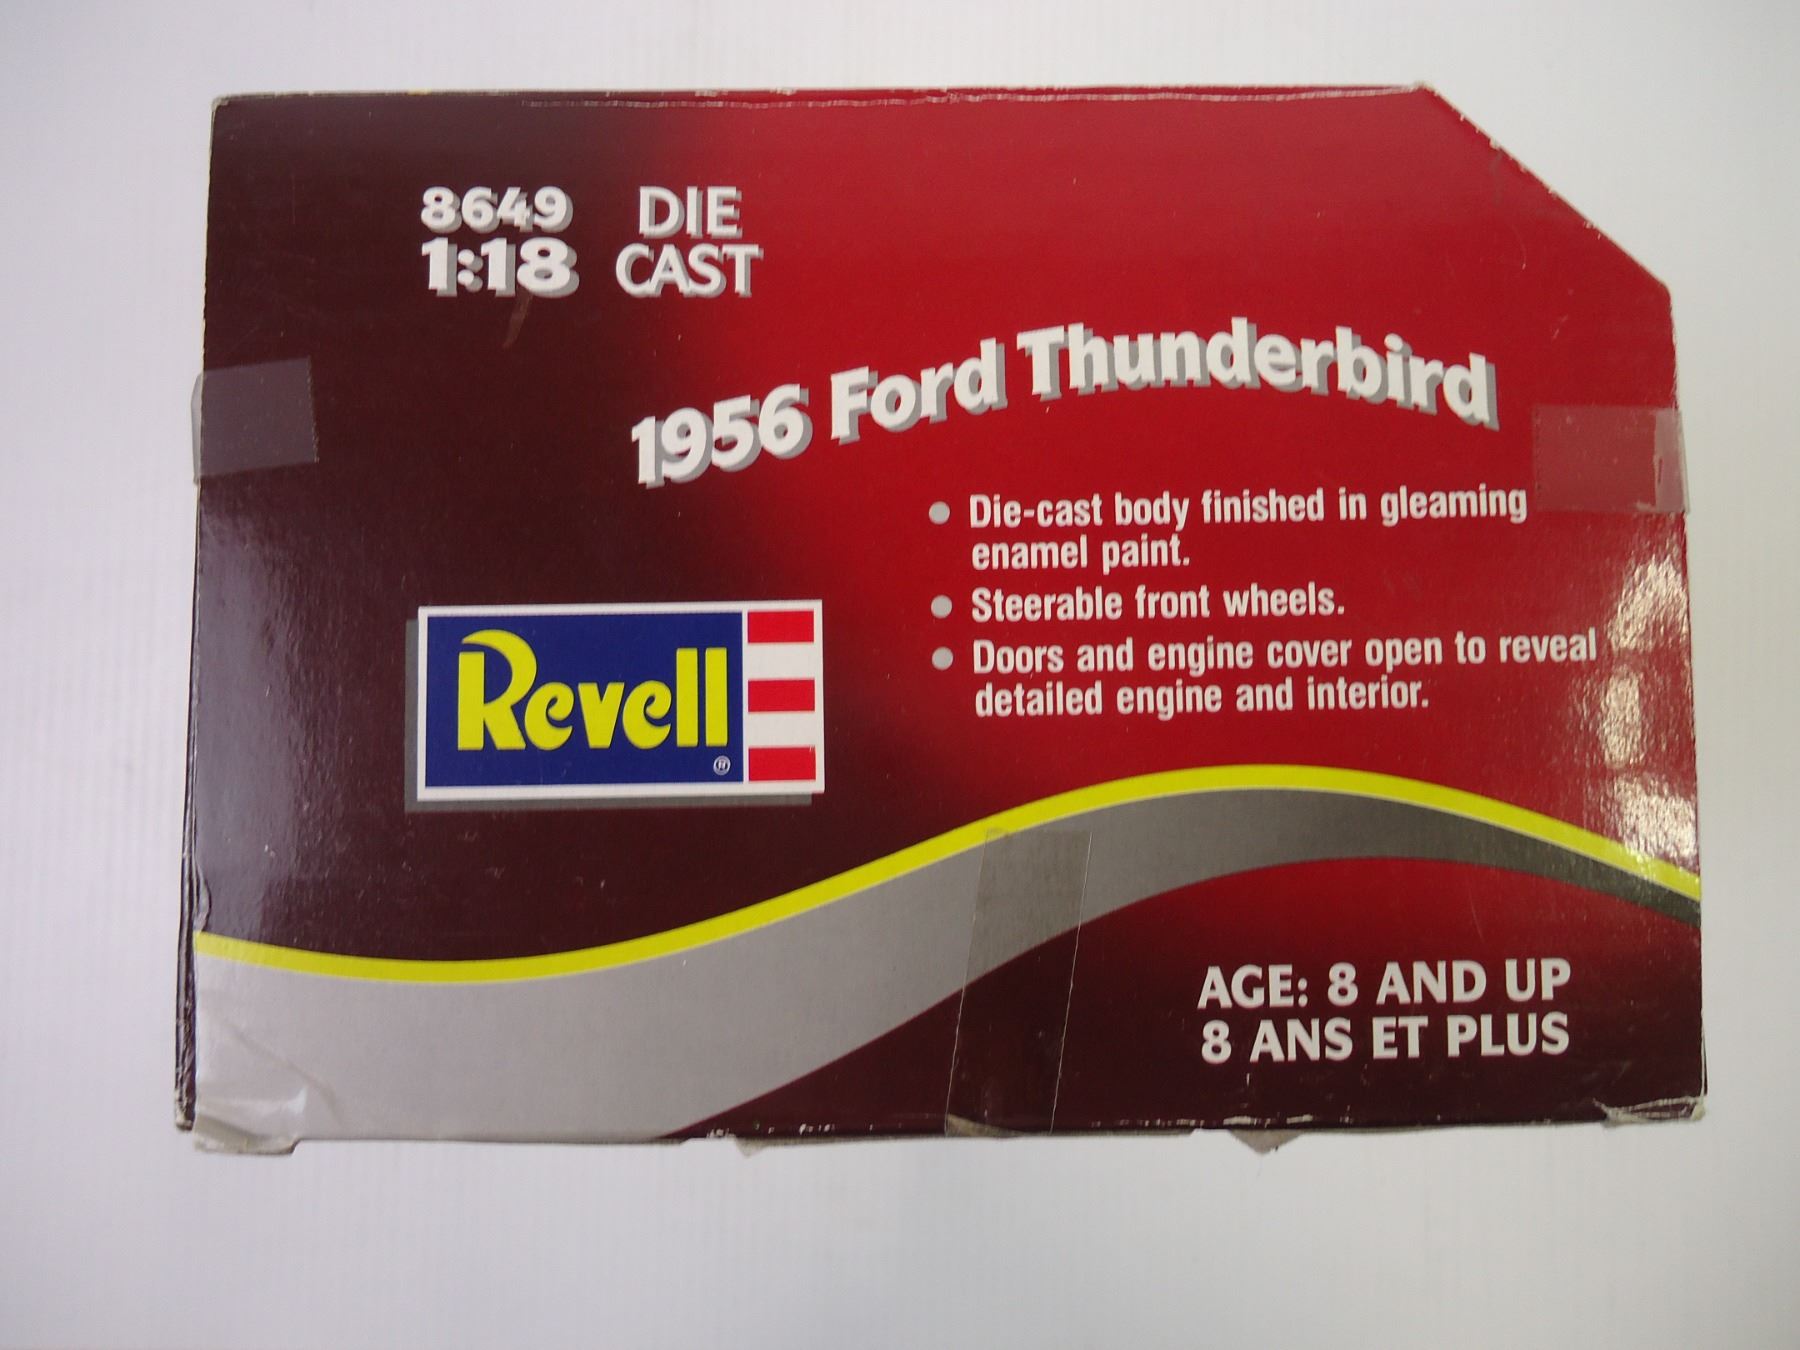 8649 DIE
1:18 CAST
1956 Ford Thunderbird
• Die-cast body finished in gleaming
enamel paint.
• Steerable front wheels.
• Doors and engine cover open to reveal
detailed engine and interior.
Revell®
AGE: 8 AND UP
8 ANS ET PLUS